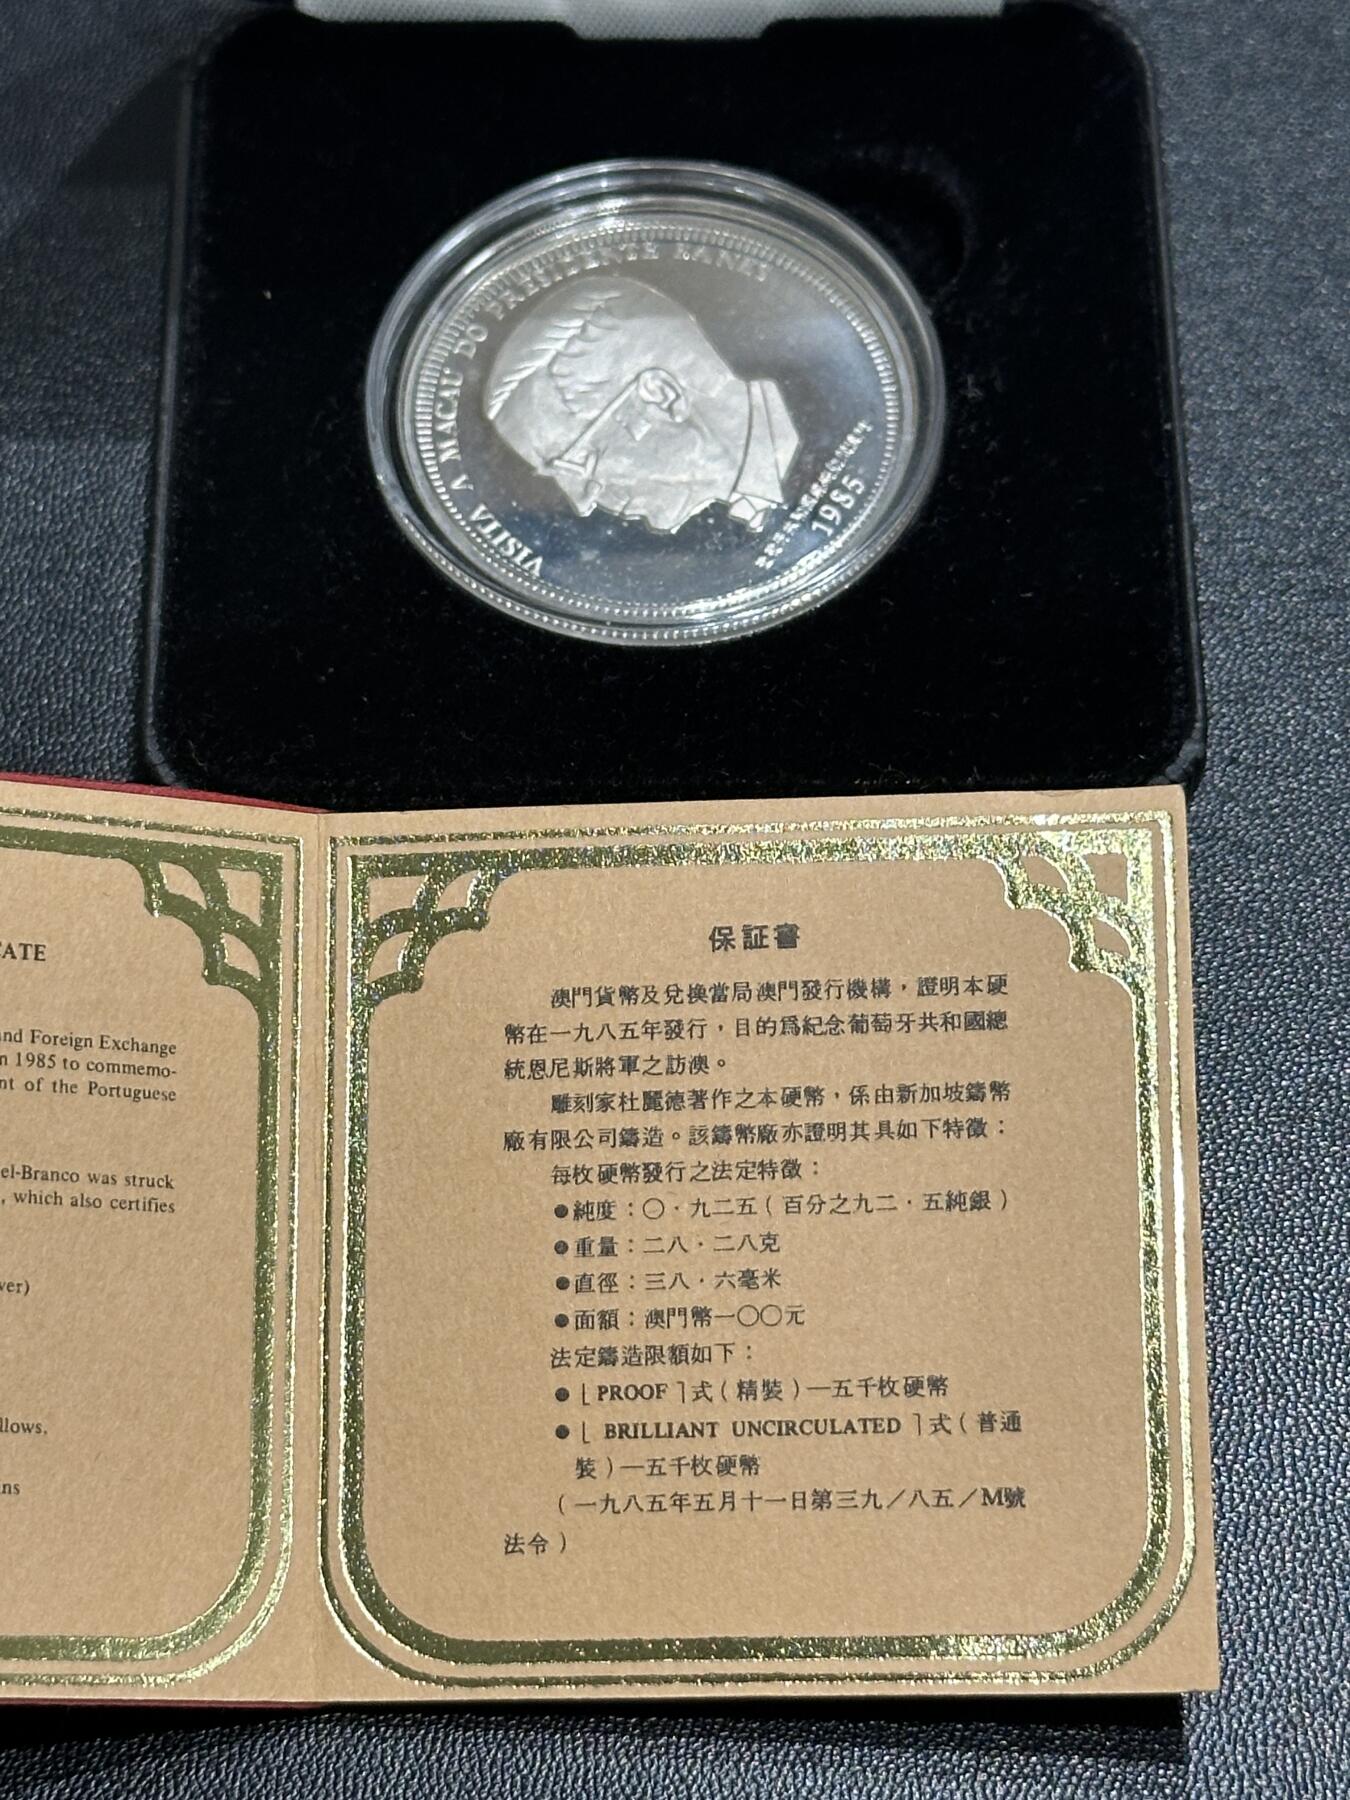 VISITA A MACAU DO PRESIDENTE EANES
1985
CATE
and Foreign Exchange
n 1985 to commemo-
nt of the Portuguese
el-Branco was struck
, which also certifies
ver)
llows,
ns
保証書
澳門貨幣及兌換當局澳門發行機構，證明本硬
幣在一九八五年發行，目的爲紀念葡萄牙共和國總
統恩尼斯將軍之訪澳。
雕刻家杜麗德著作之本硬幣，係由新加坡鑄幣
廠有限公司鑄造。該鑄幣廠亦證明其具如下特徵：
每枚硬幣發行之法定特徵：
●純度：〇・九二五（百分之九二・五純銀）
●重量：二八・二八克
●直徑：三八・六毫米
●面額：澳門幣一〇〇元
法定鑄造限額如下：
●「PROOF」式（精裝）—五千枚硬幣
●「BRILLIANT UNCIRCULATED」式（普通
裝）—五千枚硬幣
（一九八五年五月十一日第三九／八五／M號
法令）